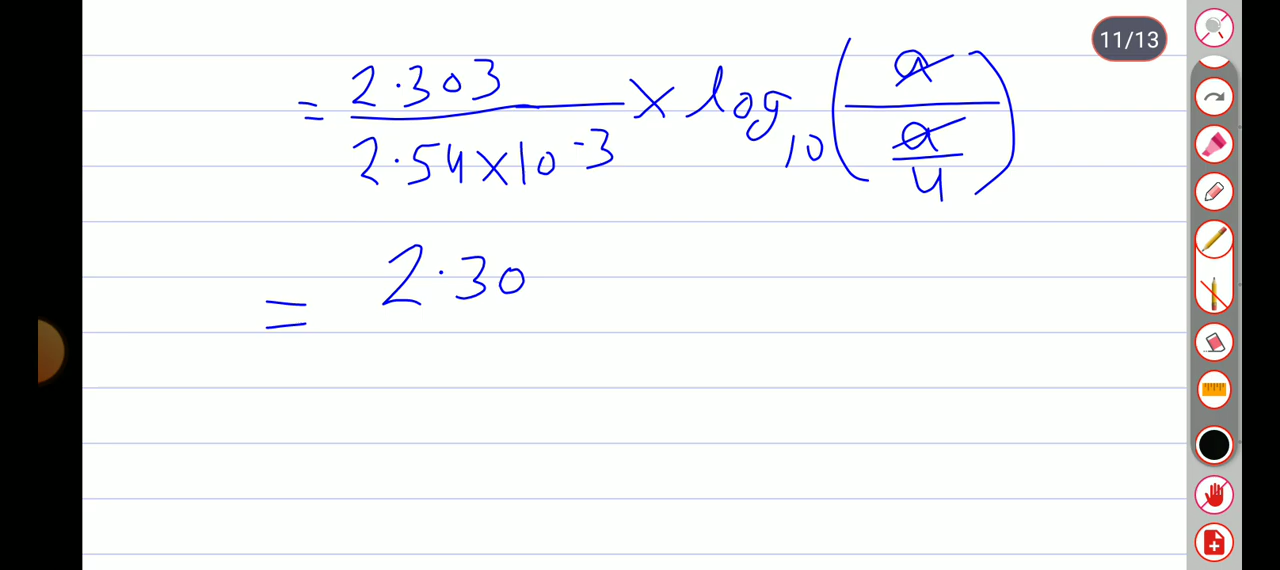 11/13
= 2.303 / 2.54×10⁻³ × log₁₀ (a / (a/4))
= 2.30